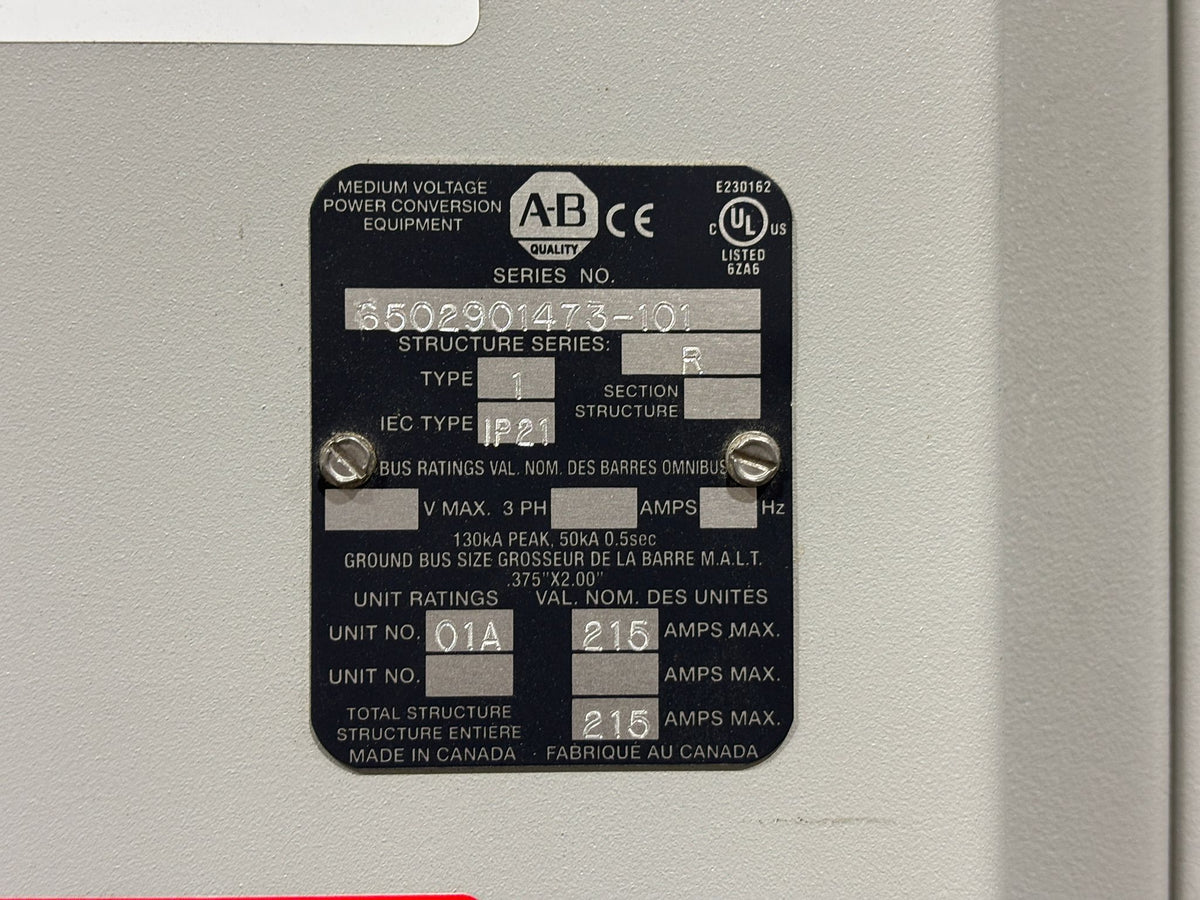 MEDIUM VOLTAGE
POWER CONVERSION
EQUIPMENT
A-B
QUALITY
CE
E230162
C UL US
LISTED
6ZA6
SERIES NO.
6502901473-101
STRUCTURE SERIES: R
TYPE 1
SECTION
STRUCTURE
IEC TYPE IP21
BUS RATINGS VAL. NOM. DES BARRES OMNIBUS
V MAX. 3 PH AMPS Hz
130kA PEAK, 50kA 0.5sec
GROUND BUS SIZE GROSSEUR DE LA BARRE M.A.L.T.
.375"X2.00"
UNIT RATINGS VAL. NOM. DES UNITÉS
UNIT NO. 01A 215 AMPS MAX.
UNIT NO. AMPS MAX.
TOTAL STRUCTURE
STRUCTURE ENTIÈRE
215 AMPS MAX.
MADE IN CANADA FABRIQUÉ AU CANADA